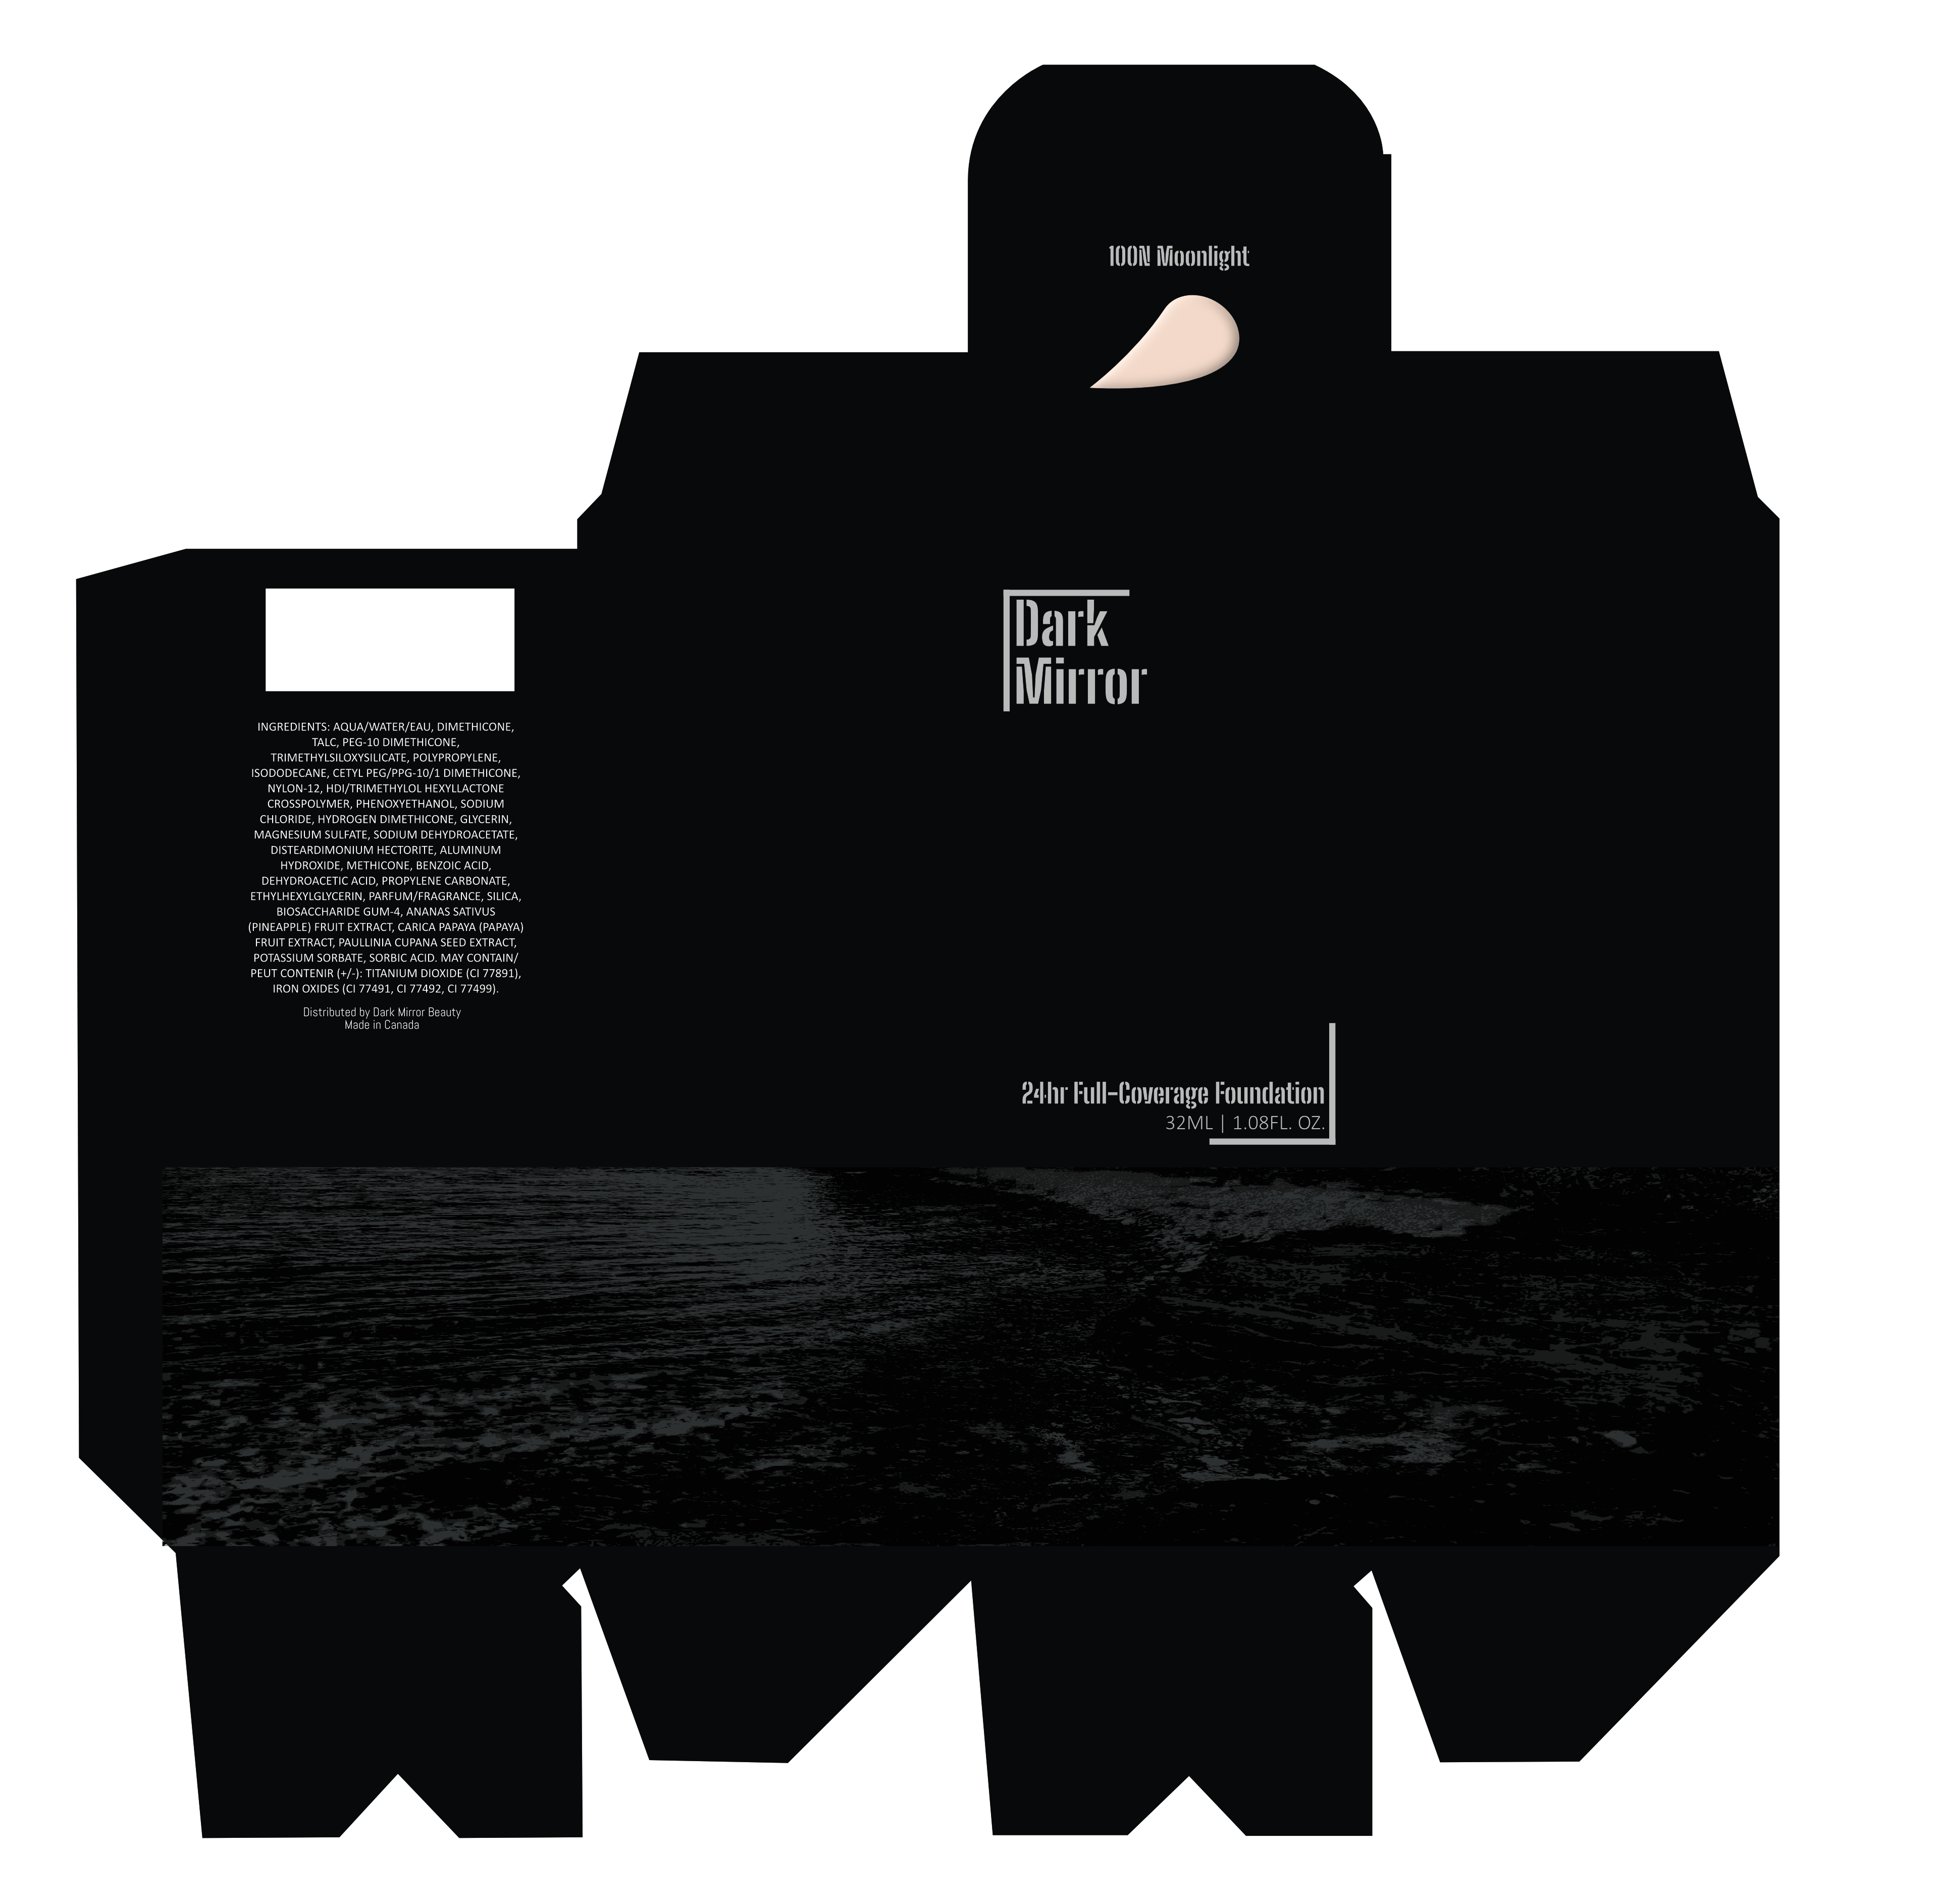 100N Moonlight
Dark
Mirror
INGREDIENTS: AQUA/WATER/EAU, DIMETHICONE,
TALC, PEG-10 DIMETHICONE,
TRIMETHYLSILOXYSILICATE, POLYPROPYLENE,
ISODODECANE, CETYL PEG/PPG-10/1 DIMETHICONE,
NYLON-12, HDI/TRIMETHYLOL HEXYLLACTONE
CROSSPOLYMER, PHENOXYETHANOL, SODIUM
CHLORIDE, HYDROGEN DIMETHICONE, GLYCERIN,
MAGNESIUM SULFATE, SODIUM DEHYDROACETATE,
DISTEARDIMONIUM HECTORITE, ALUMINUM
HYDROXIDE, METHICONE, BENZOIC ACID,
DEHYDROACETIC ACID, PROPYLENE CARBONATE,
ETHYLHEXYLGLYCERIN, PARFUM/FRAGRANCE, SILICA,
BIOSACCHARIDE GUM-4, ANANAS SATIVUS
(PINEAPPLE) FRUIT EXTRACT, CARICA PAPAYA (PAPAYA)
FRUIT EXTRACT, PAULLINIA CUPANA SEED EXTRACT,
POTASSIUM SORBATE, SORBIC ACID. MAY CONTAIN/
PEUT CONTENIR (+/-): TITANIUM DIOXIDE (CI 77891),
IRON OXIDES (CI 77491, CI 77492, CI 77499).
Distributed by Dark Mirror Beauty
Made in Canada
24hr Full-Coverage Foundation
32ML | 1.08FL. OZ.